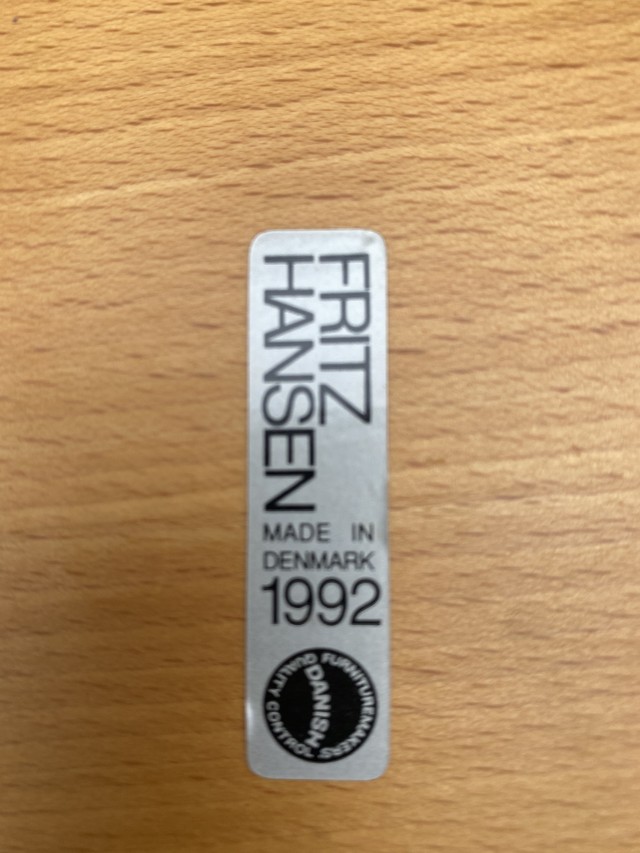 FRITZ
HANSEN
MADE IN
DENMARK
1992
DANISH
FURNITUREMAKERS
QUALITY CONTROL